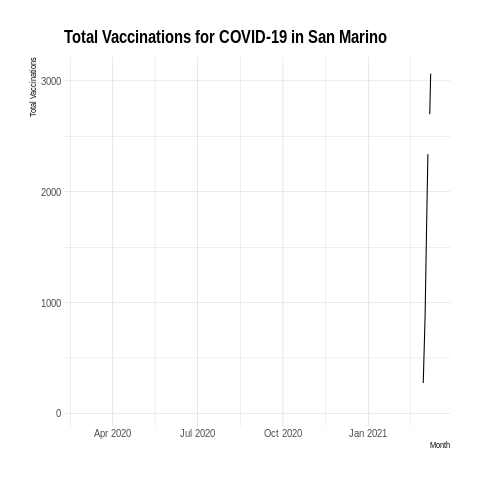 Total Vaccinations for COVID-19 in San Marino
Total Vaccinations
3000
2000
1000
0
Apr 2020 Jul 2020 Oct 2020 Jan 2021
Month